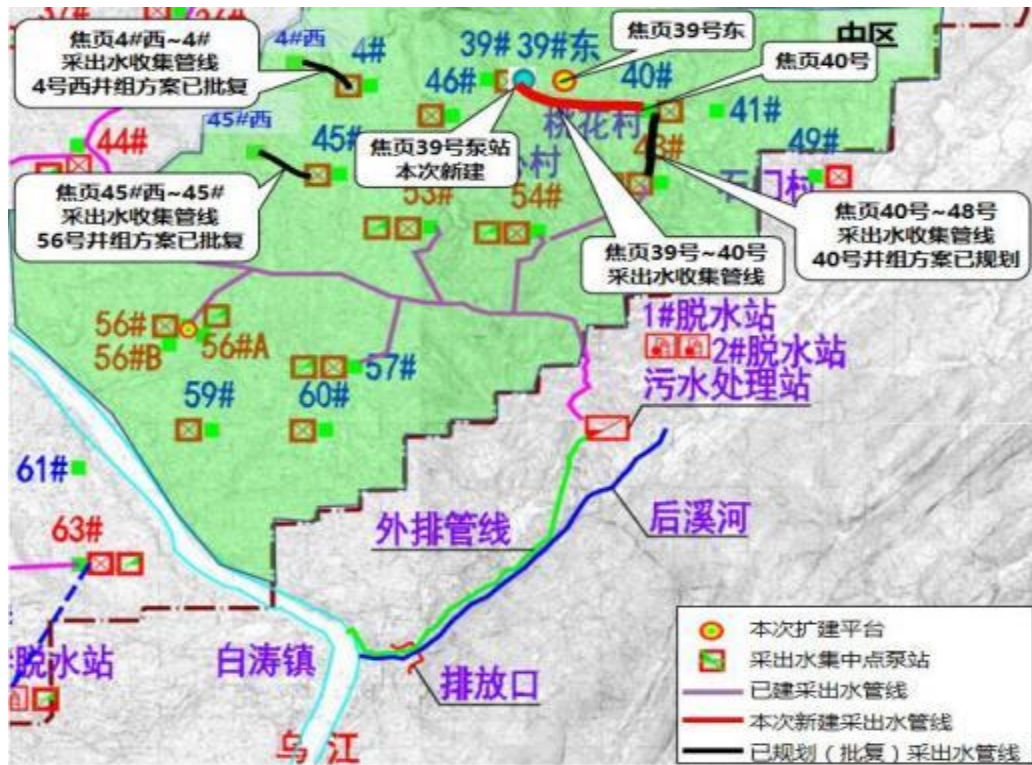 焦页4#西~4#
采出水收集管线
4号西井组方案已批复
4#西
4#
39#
39#东
焦页39号东
中区
焦页40号
46#
40#
41#
44#
45#西
45#
焦页39号泵站
本次新建
桃花村
48#
49#
焦页45#西~45#
采出水收集管线
56号井组方案已批复
53#
54#
焦页39号~40号
采出水收集管线
焦页40号~48号
采出水收集管线
40号井组方案已规划
56#
56#B
56#A
57#
1#脱水站
2#脱水站
污水处理站
59#
60#
61#
63#
外排管线
后溪河
脱水站
白涛镇
排放口
乌江
本次扩建平台
采出水集中点泵站
已建采出水管线
本次新建采出水管线
已规划（批复）采出水管线